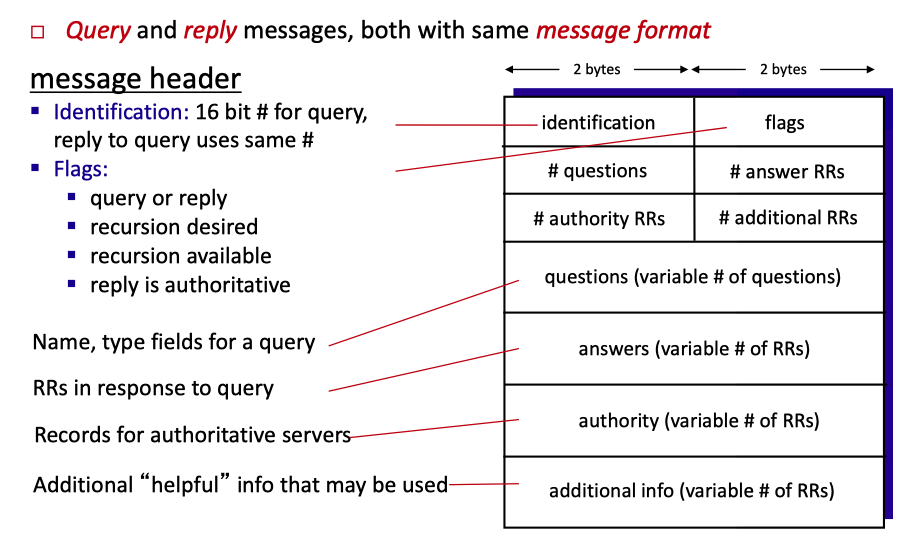 Query and reply messages, both with same message format
message header
Identification: 16 bit # for query,
reply to query uses same #
Flags:
query or reply
recursion desired
recursion available
reply is authoritative
Name, type fields for a query
RRs in response to query
Records for authoritative servers
Additional “helpful” info that may be used
2 bytes 2 bytes
identification flags
# questions # answer RRs
# authority RRs # additional RRs
questions (variable # of questions)
answers (variable # of RRs)
authority (variable # of RRs)
additional info (variable # of RRs)